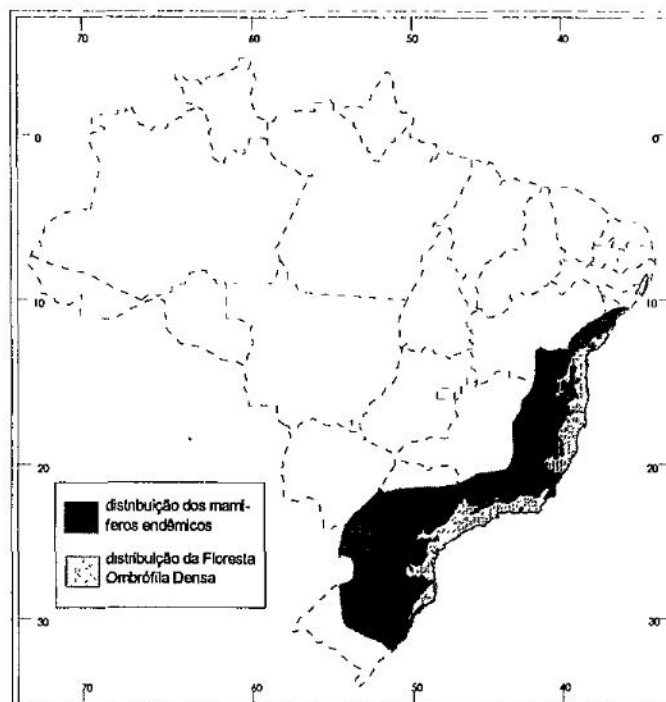 70 60 50 40
0 0
10 10
20 20
distribuição dos mamí-
feros endêmicos
distribuição da Floresta
Ombrófila Densa
30 30
70 60 50 40